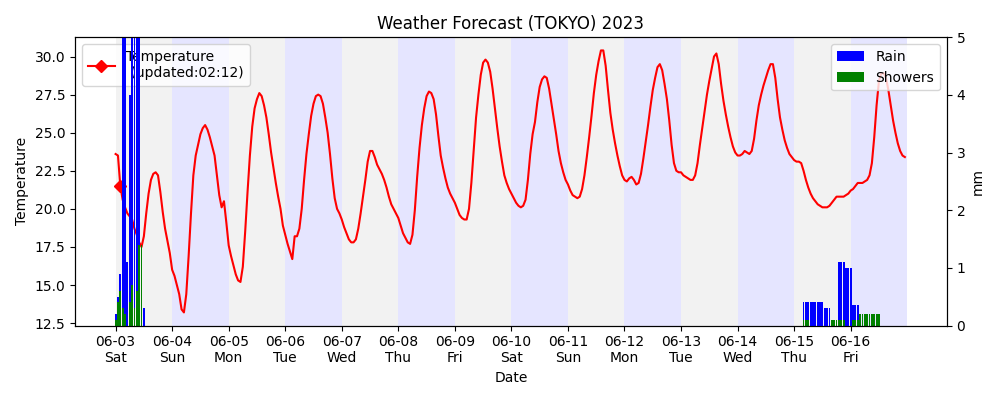 Weather Forecast (TOKYO) 2023
Temperature
(updated:02:12)
Rain
Showers
30.0
27.5
25.0
22.5
20.0
17.5
15.0
12.5
Temperature
5
4
3
2
1
0
mm
06-03 06-04 06-05 06-06 06-07 06-08 06-09 06-10 06-11 06-12 06-13 06-14 06-15 06-16
Sat Sun Mon Tue Wed Thu Fri Sat Sun Mon Tue Wed Thu Fri
Date